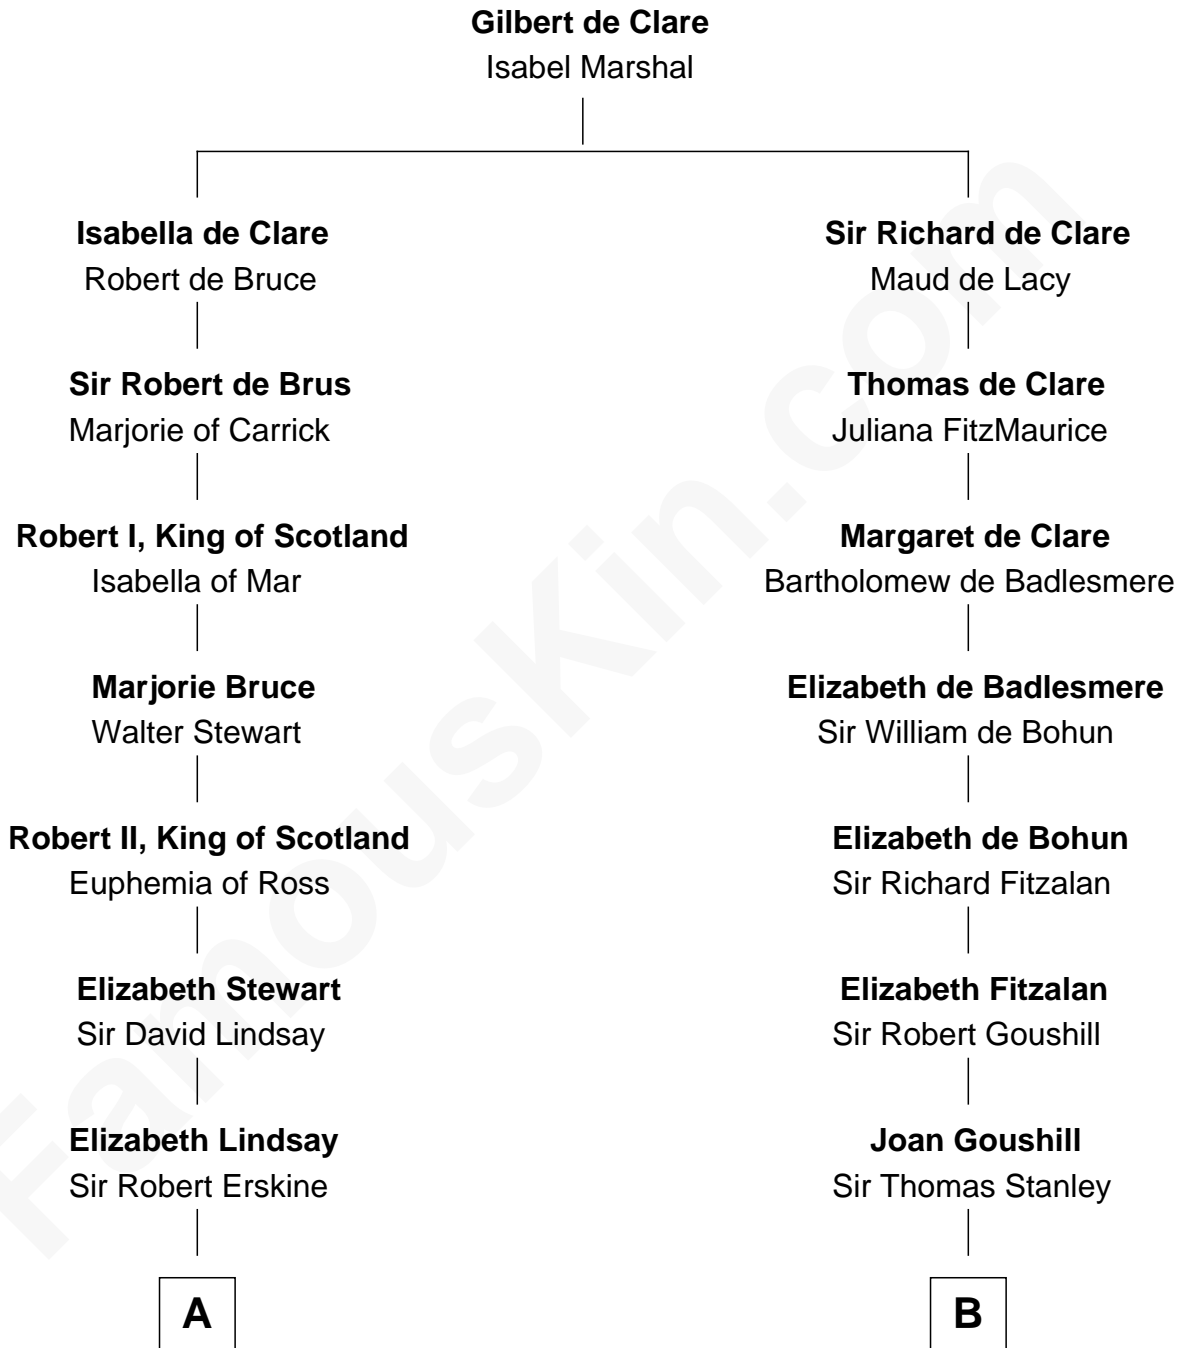 Gilbert de Clare
Isabel Marshal
Isabella de Clare
Robert de Bruce
Sir Robert de Brus
Marjorie of Carrick
Robert I, King of Scotland
Isabella of Mar
Marjorie Bruce
Walter Stewart
Robert II, King of Scotland
Euphemia of Ross
Elizabeth Stewart
Sir David Lindsay
Elizabeth Lindsay
Sir Robert Erskine
A
Sir Richard de Clare
Maud de Lacy
Thomas de Clare
Juliana FitzMaurice
Margaret de Clare
Bartholomew de Badlesmere
Elizabeth de Badlesmere
Sir William de Bohun
Elizabeth de Bohun
Sir Richard Fitzalan
Elizabeth Fitzalan
Sir Robert Goushill
Joan Goushill
Sir Thomas Stanley
B
FamousKin.com